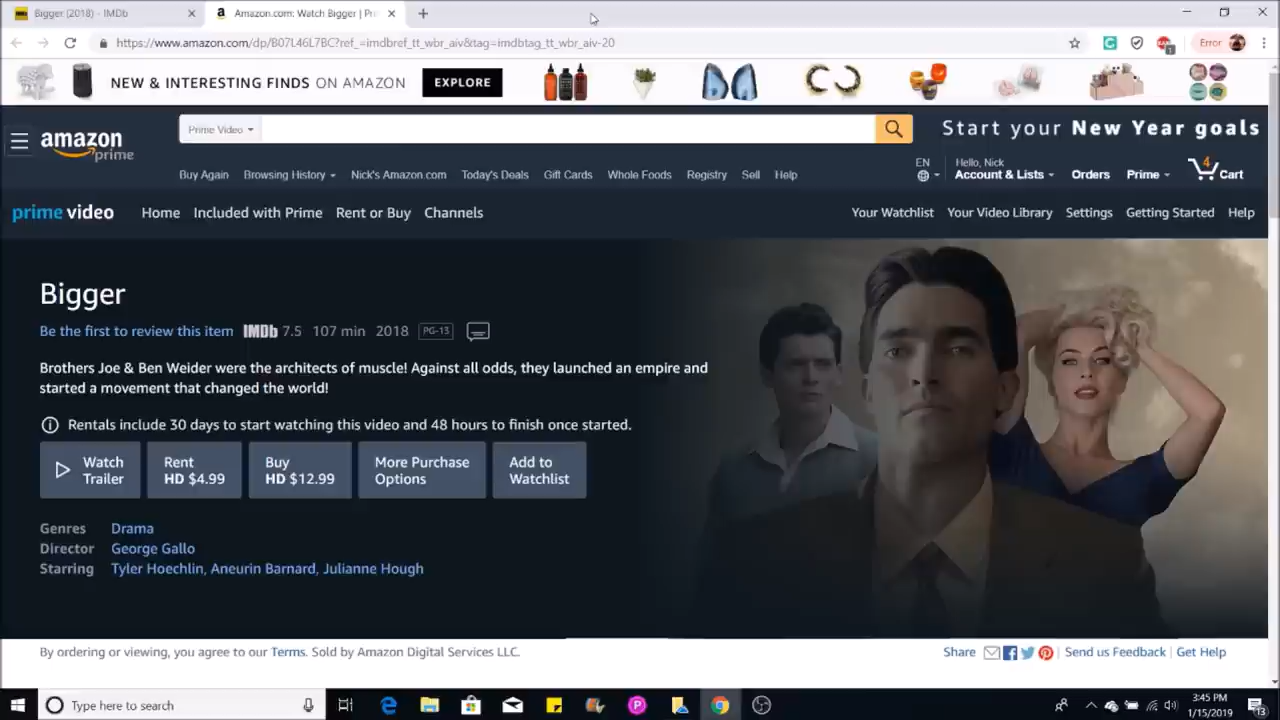 Bigger (2018) - IMDb
a Amazon.com: Watch Bigger | Pr
https://www.amazon.com/dp/B07L46L7BC?ref_=imdbref_tt_wbr_aiv&tag=imdbtag_tt_wbr_aiv-20
Error
NEW & INTERESTING FINDS ON AMAZON EXPLORE
amazon prime
Prime Video
Start your New Year goals
Buy Again Browsing History Nick's Amazon.com Today's Deals Gift Cards Whole Foods Registry Sell Help
EN
Hello, Nick
Account & Lists Orders Prime 4 Cart
prime video Home Included with Prime Rent or Buy Channels Your Watchlist Your Video Library Settings Getting Started Help
Bigger
Be the first to review this item IMDb 7.5 107 min 2018 PG-13
Brothers Joe & Ben Weider were the architects of muscle! Against all odds, they launched an empire and
started a movement that changed the world!
Rentals include 30 days to start watching this video and 48 hours to finish once started.
Watch Trailer
Rent HD $4.99
Buy HD $12.99
More Purchase Options
Add to Watchlist
Genres Drama
Director George Gallo
Starring Tyler Hoechlin, Aneurin Barnard, Julianne Hough
By ordering or viewing, you agree to our Terms. Sold by Amazon Digital Services LLC.
Share Send us Feedback Get Help
Type here to search
3:45 PM
1/15/2019
13